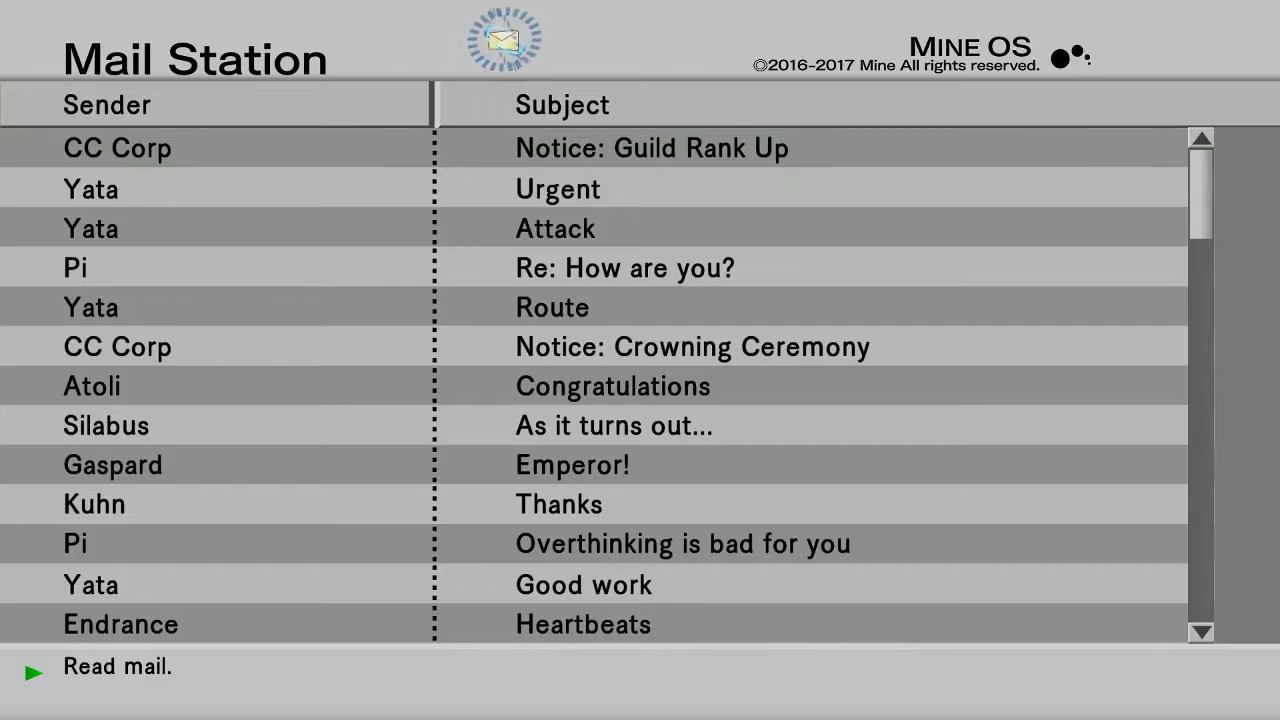 Mail Station
MINE OS
©2016-2017 Mine All rights reserved.
Sender Subject
CC Corp Notice: Guild Rank Up
Yata Urgent
Yata Attack
Pi Re: How are you?
Yata Route
CC Corp Notice: Crowning Ceremony
Atoli Congratulations
Silabus As it turns out...
Gaspard Emperor!
Kuhn Thanks
Pi Overthinking is bad for you
Yata Good work
Endrance Heartbeats
Read mail.